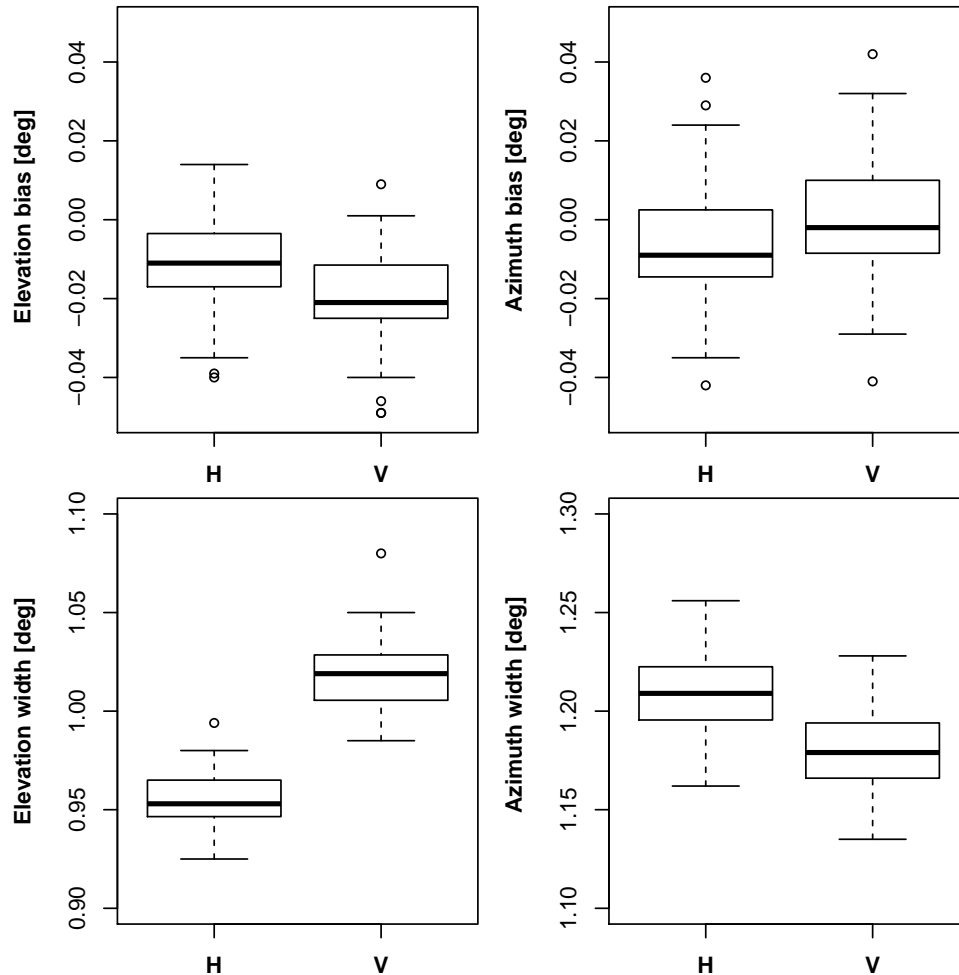 Elevation bias [deg]
0.04
0.02
0.00
−0.02
−0.04
H V
Azimuth bias [deg]
0.04
0.02
0.00
−0.02
−0.04
H V
Elevation width [deg]
1.10
1.05
1.00
0.95
0.90
H V
Azimuth width [deg]
1.30
1.25
1.20
1.15
1.10
H V